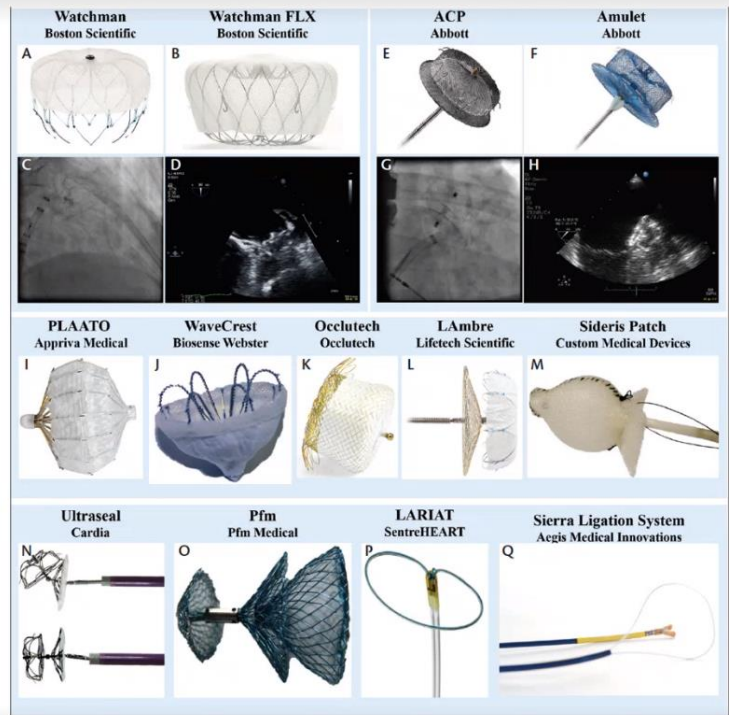 Watchman
Boston Scientific
Watchman FLX
Boston Scientific
ACP
Abbott
Amulet
Abbott
A
B
E
F
C
D
G
H
PLAATO
Appriva Medical
WaveCrest
Biosense Webster
Occlutech
Occlutech
LAmbre
Lifetech Scientific
Sideris Patch
Custom Medical Devices
I
J
K
L
M
Ultraseal
Cardia
Pfm
Pfm Medical
LARIAT
SentreHEART
Sierra Ligation System
Aegis Medical Innovations
N
O
P
Q